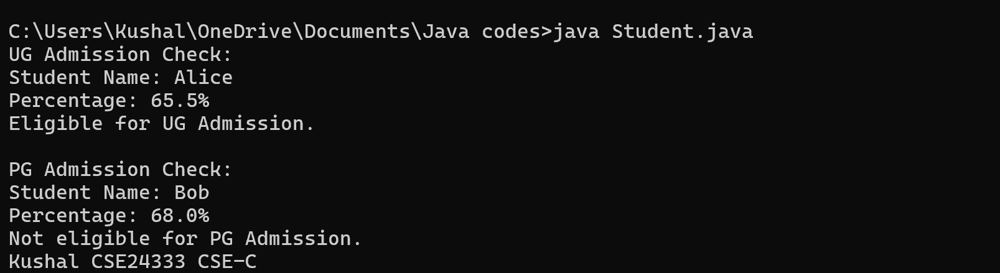 C:\Users\Kushal\OneDrive\Documents\Java codes>java Student.java
UG Admission Check:
Student Name: Alice
Percentage: 65.5%
Eligible for UG Admission.
PG Admission Check:
Student Name: Bob
Percentage: 68.0%
Not eligible for PG Admission.
Kushal CSE24333 CSE-C